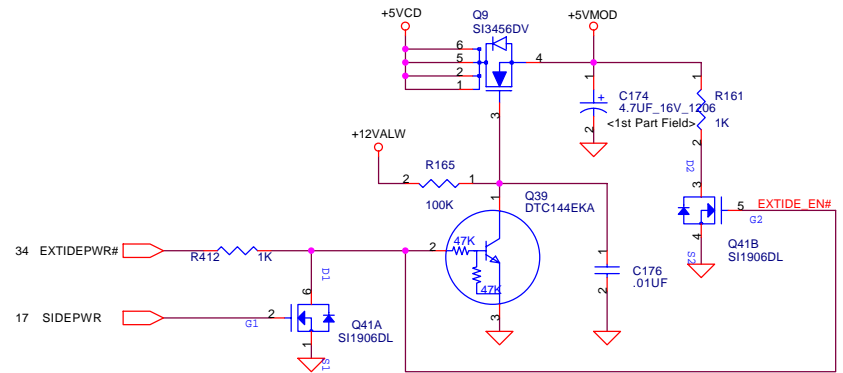 +5VCD
Q9
SI3456DV
+5VMOD
6
5
2
1
4
3
1
C174
+
4.7UF_16V_1206
<1st Part Field>
2
1
R161
1K
2
+12VALW
R165
2
1
100K
1
Q39
DTC144EKA
D2
3
5
EXTIDE_EN#
G2
4
S2
Q41B
SI1906DL
34 EXTIDEPWR#
R412
1K
2
47K
47K
3
1
C176
.01UF
2
D1
6
17 SIDEPWR
2
G1
Q41A
SI1906DL
1
S1